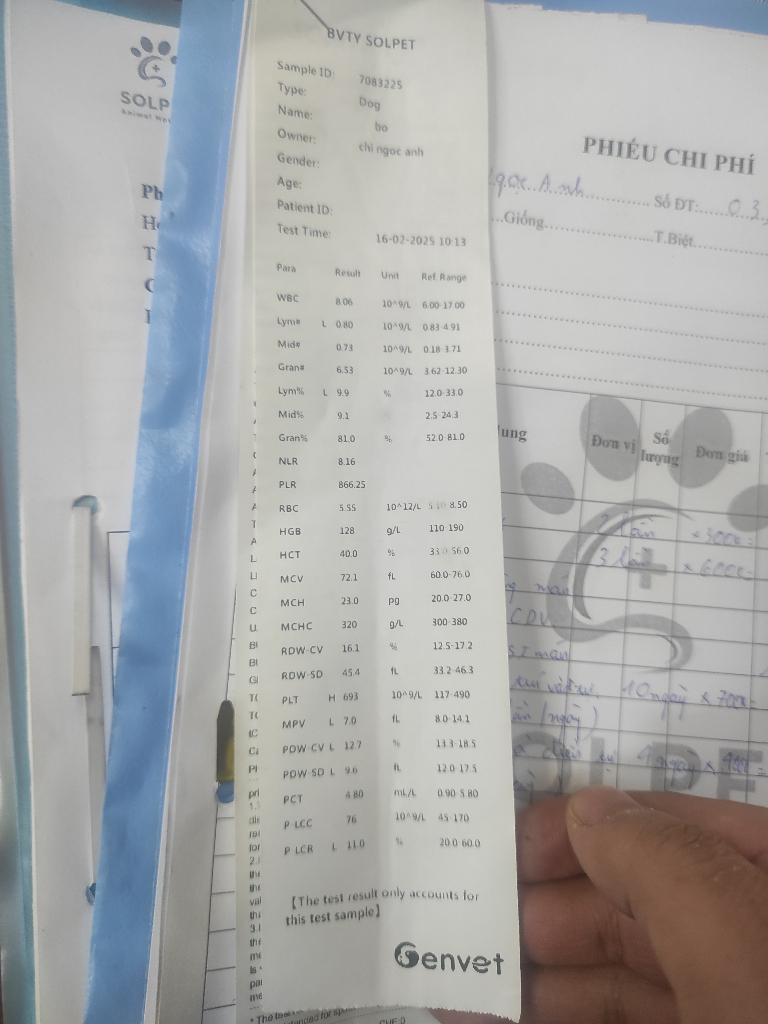 BVTY SOLPET
Sample ID: 7083225
Type: Dog
Name: bo
Owner: chi ngoc anh
Gender:
Age:
Patient ID:
Test Time: 16-02-2025 10:13
Para Result Unit Ref. Range
WBC 8.06 10^9/L 6.00-17.00
Lym# L 0.80 10^9/L 0.83-4.91
Mid# 0.73 10^9/L 0.18-3.71
Gran# 6.53 10^9/L 3.62-12.30
Lym% L 9.9 % 12.0-33.0
Mid% 9.1 2.5-24.3
Gran% 81.0 % 52.0-81.0
NLR 8.16
PLR 866.25
RBC 5.55 10^12/L 8.50
HGB 128 g/L 110-190
HCT 40.0 % 33.0-56.0
MCV 72.1 fL 60.0-76.0
MCH 23.0 pg 20.0-27.0
MCHC 320 g/L 300-380
RDW-CV 16.1 % 12.5-17.2
RDW-SD 45.4 fL 33.2-46.3
PLT H 693 10^9/L 117-490
MPV L 7.0 fL 8.0-14.1
PDW-CV L 12.7 % 13.3-18.5
PDW-SD L 9.6 fL 12.0-17.5
PCT 4.80 mL/L 0.90-5.80
P-LCC 76 10^9/L 45-170
P-LCR L 11.0 % 20.0-60.0
【The test result only accounts for
this test sample】
Genvet
SOLP
PHIẾU CHI PHÍ
Ngọc Anh Số ĐT: 03
Giống T.Biệt
Đơn vị Số lượng Đơn giá
lần x 300k
3 lần x 600k
CDV
10 ngày x 700k
/ngày)
ngày x